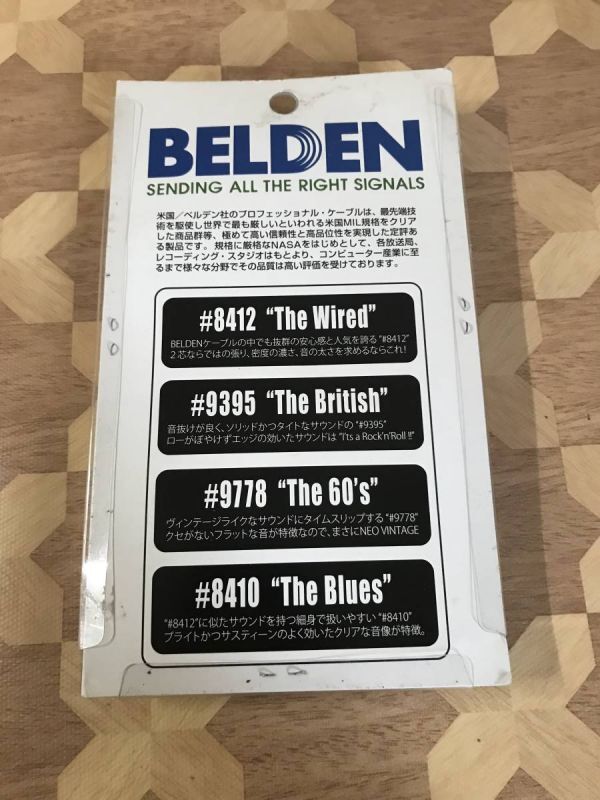 BELDEN
SENDING ALL THE RIGHT SIGNALS
米国／ベルデン社のプロフェッショナル・ケーブルは、最先端技
術を駆使し世界で最も厳しいといわれる米国MIL規格をクリア
した商品群等、極めて高い信頼性と高品位性を実現した定評あ
る製品です。規格に厳格なNASAをはじめとして、各放送局、
レコーディング・スタジオはもとより、コンピューター産業に至
るまで様々な分野でその品質は高い評価を受けております。
#8412 "The Wired"
BELDENケーブルの中でも抜群の安心感と人気を誇る"#8412"
2芯ならではの張り、密度の濃さ、音の太さを求めるならこれ!
#9395 "The British"
音抜けが良く、ソリッドかつタイトなサウンドの"#9395"
ローがぼやけずエッジの効いたサウンドは"I'ts a Rock'n'Roll !!"
#9778 "The 60's"
ヴィンテージライクなサウンドにタイムスリップする"#9778"
クセがないフラットな音が特徴なので、まさにNEO VINTAGE
#8410 "The Blues"
"#8412"に似たサウンドを持つ細身で扱いやすい"#8410"
ブライトかつサスティーンのよく効いたクリアな音像が特徴。